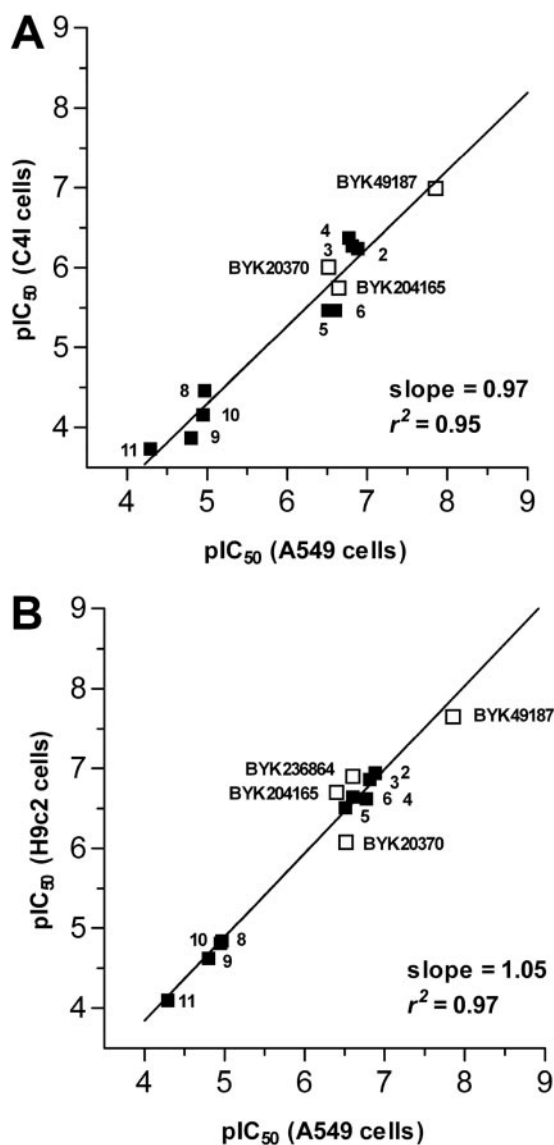 A
9
8
7
6
5
4
pIC50 (C4I cells)
BYK49187
4
3
2
BYK20370
BYK204165
5
6
8
10
9
11
slope = 0.97
r2 = 0.95
4 5 6 7 8 9
pIC50 (A549 cells)
B
9
8
7
6
5
4
pIC50 (H9c2 cells)
BYK49187
BYK236864
2
3
BYK204165
6 4
5
BYK20370
10 8
9
11
slope = 1.05
r2 = 0.97
4 5 6 7 8 9
pIC50 (A549 cells)